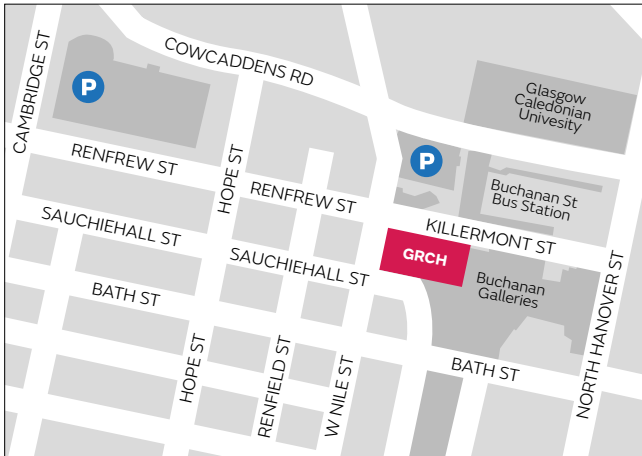 COWCADDENS RD
CAMBRIDGE ST
P
Glasgow
Caledonian
Univesity
RENFREW ST
HOPE ST
P
RENFREW ST
Buchanan St
Bus Station
SAUCHIEHALL ST
KILLERMONT ST
SAUCHIEHALL ST
GRCH
Buchanan
Galleries
NORTH HANOVER ST
BATH ST
HOPE ST
RENFIELD ST
W NILE ST
BATH ST